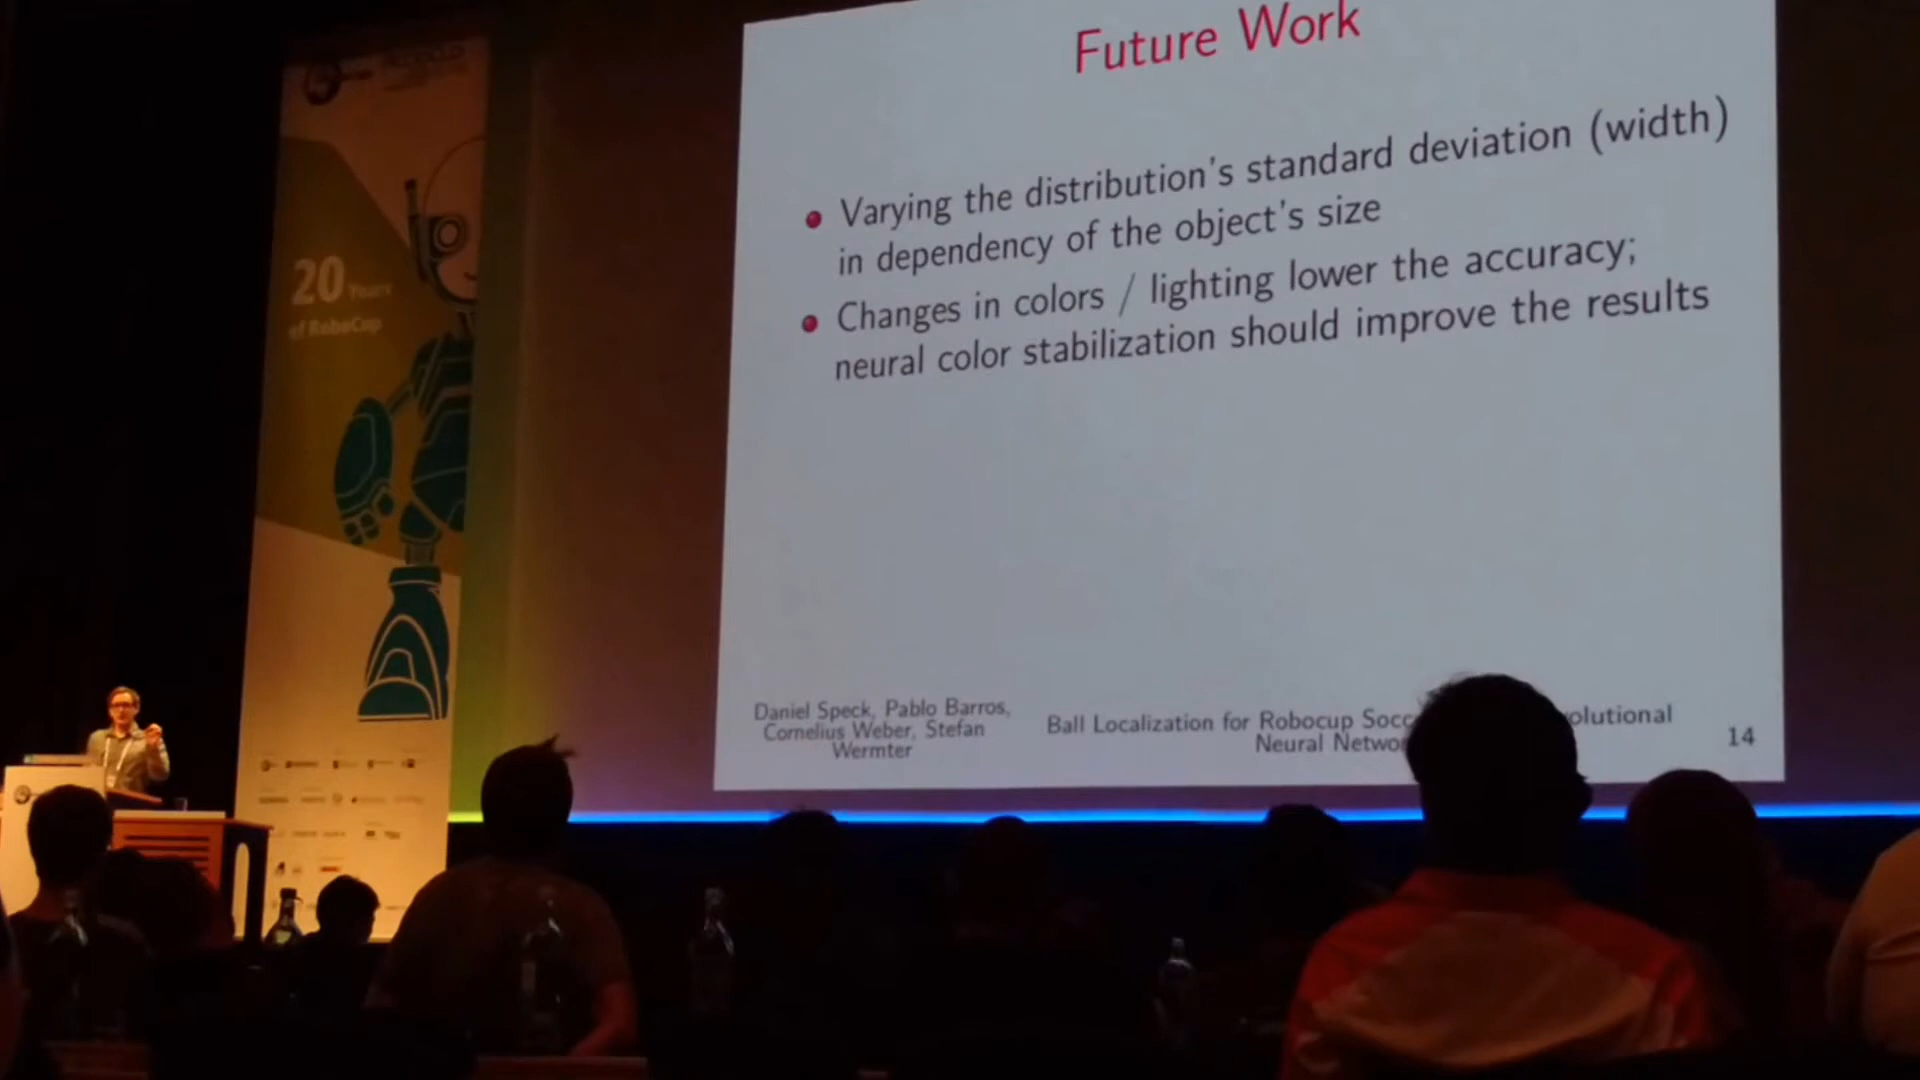 Future Work
Varying the distribution's standard deviation (width)
in dependency of the object's size
Changes in colors / lighting lower the accuracy;
neural color stabilization should improve the results
Daniel Speck, Pablo Barros,
Cornelius Weber, Stefan
Wermter
Ball Localization for Robocup Socc olutional
Neural Netwo
14
20 Years
of RoboCup